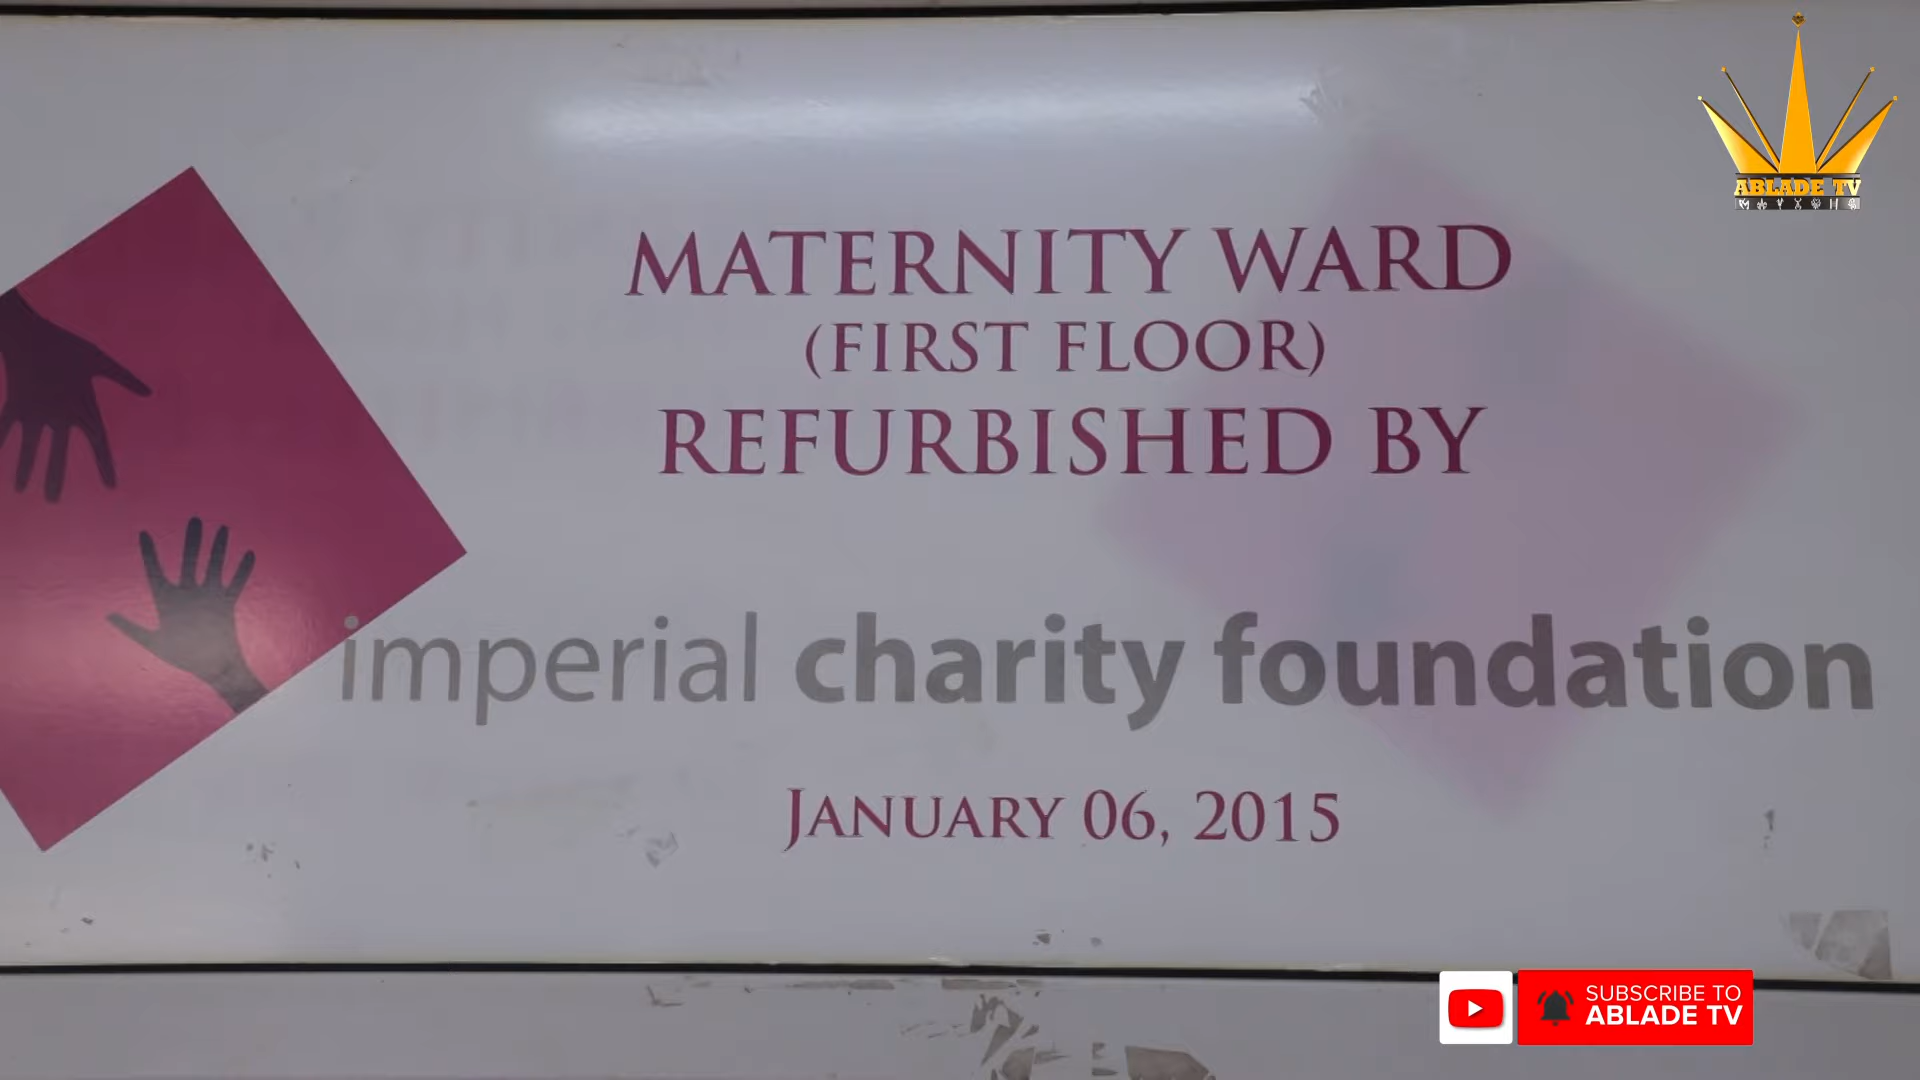 ABLADE TV
MATERNITY WARD
(FIRST FLOOR)
REFURBISHED BY
imperial charity foundation
JANUARY 06, 2015
SUBSCRIBE TO
ABLADE TV